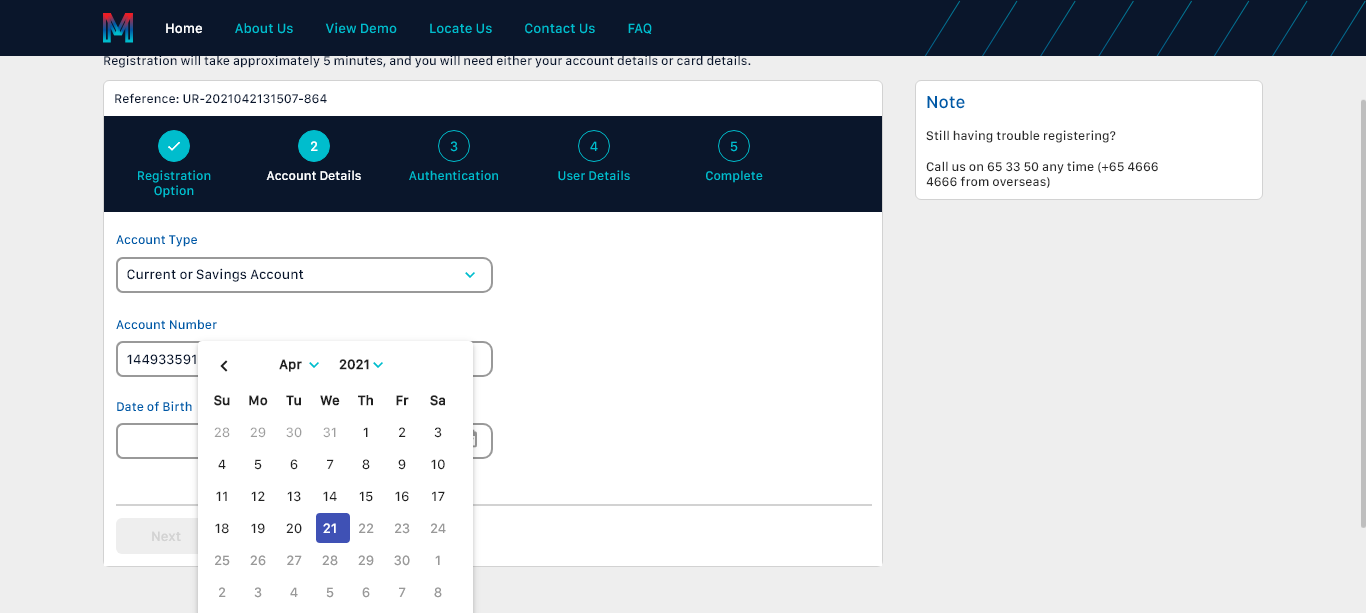 Home About Us View Demo Locate Us Contact Us FAQ
Registration will take approximately 5 minutes, and you will need either your account details or card details.
Reference: UR-2021042131507-864
2 3 4 5
Registration Option Account Details Authentication User Details Complete
Account Type
Current or Savings Account
Account Number
144933591
Date of Birth
Apr 2021
Su Mo Tu We Th Fr Sa
28 29 30 31 1 2 3
4 5 6 7 8 9 10
11 12 13 14 15 16 17
18 19 20 21 22 23 24
25 26 27 28 29 30 1
2 3 4 5 6 7 8
Next
Note
Still having trouble registering?
Call us on 65 33 50 any time (+65 4666
4666 from overseas)